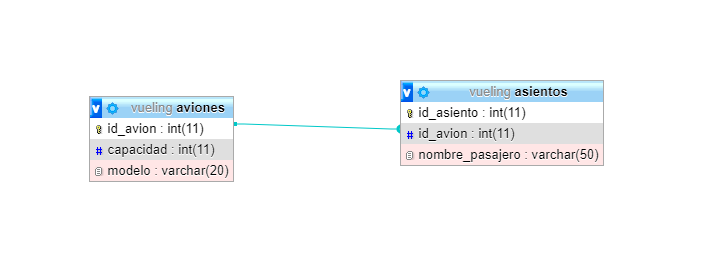 vueling aviones
id_avion : int(11)
# capacidad : int(11)
modelo : varchar(20)
vueling asientos
id_asiento : int(11)
# id_avion : int(11)
nombre_pasajero : varchar(50)